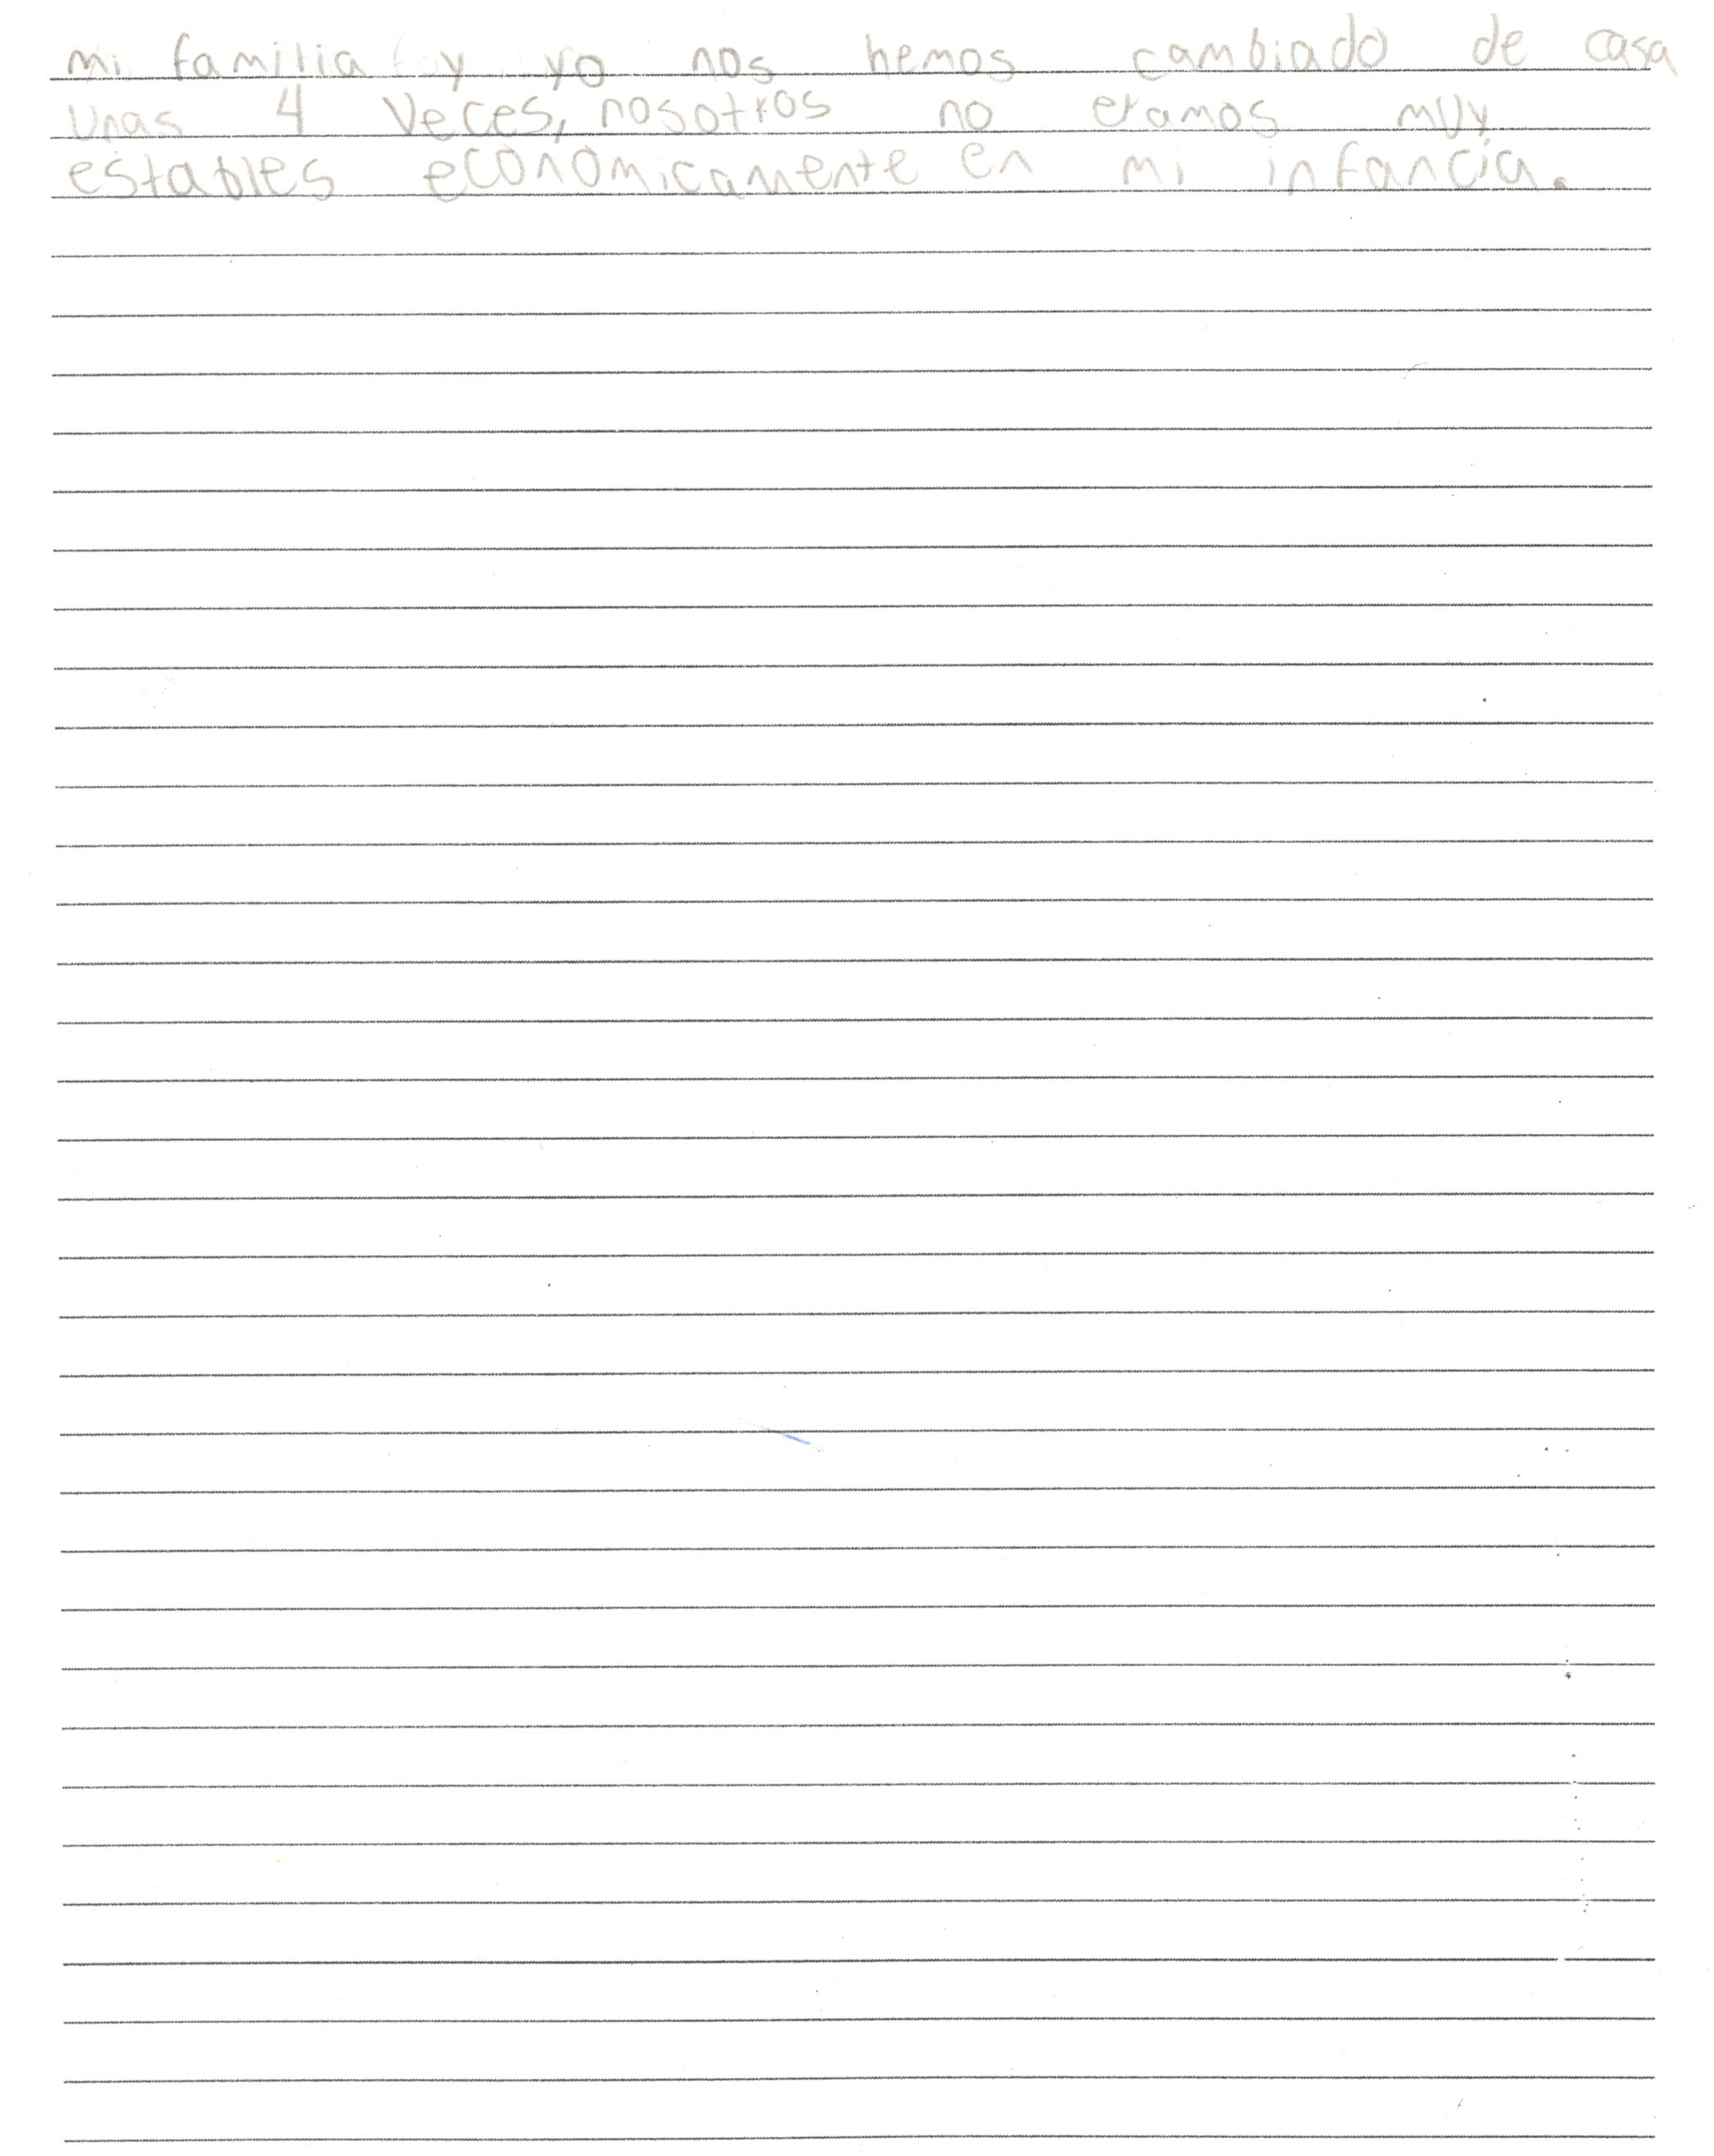 mi familia y yo nos hemos cambiado de casa
Unas 4 Veces, nosotros no eramos muy
estables economicamente en mi infancia.